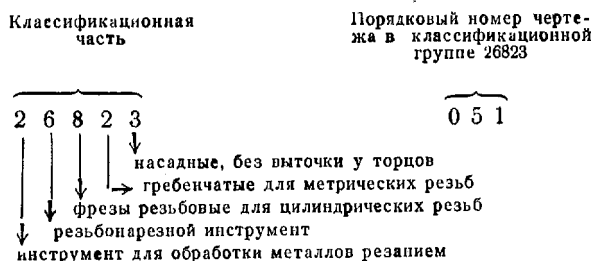 Классификационная
часть
Порядковый номер черте-
жа в классификационной
группе 26823
2 6 8 2 3
0 5 1
насадные, без выточки у торцов
гребенчатые для метрических резьб
фрезы резьбовые для цилиндрических резьб
резьбонарезной инструмент
инструмент для обработки металлов резанием